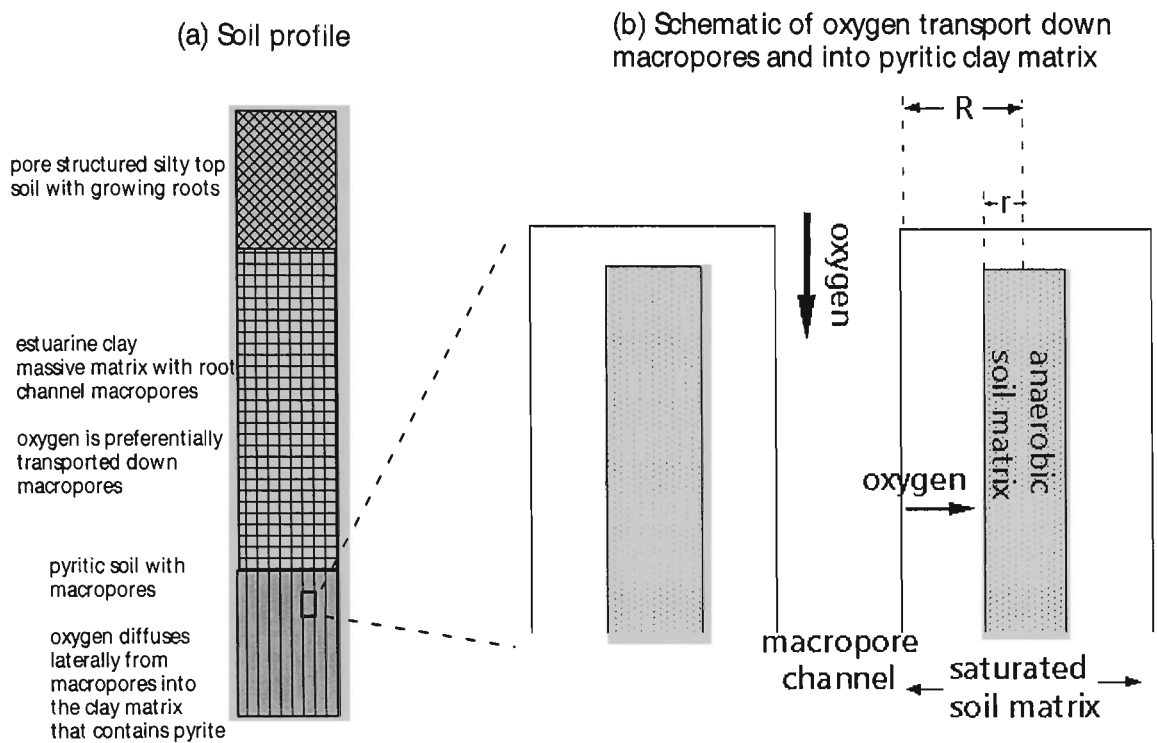 (a) Soil profile
pore structured silty top
soil with growing roots
estuarine clay
massive matrix with root
channel macropores
oxygen is preferentially
transported down
macropores
pyritic soil with
macropores
oxygen diffuses
laterally from
macropores into
the clay matrix
that contains pyrite
(b) Schematic of oxygen transport down
macropores and into pyritic clay matrix
R
r
oxygen
anaerobic
soil matrix
oxygen
macropore
channel
saturated
soil matrix